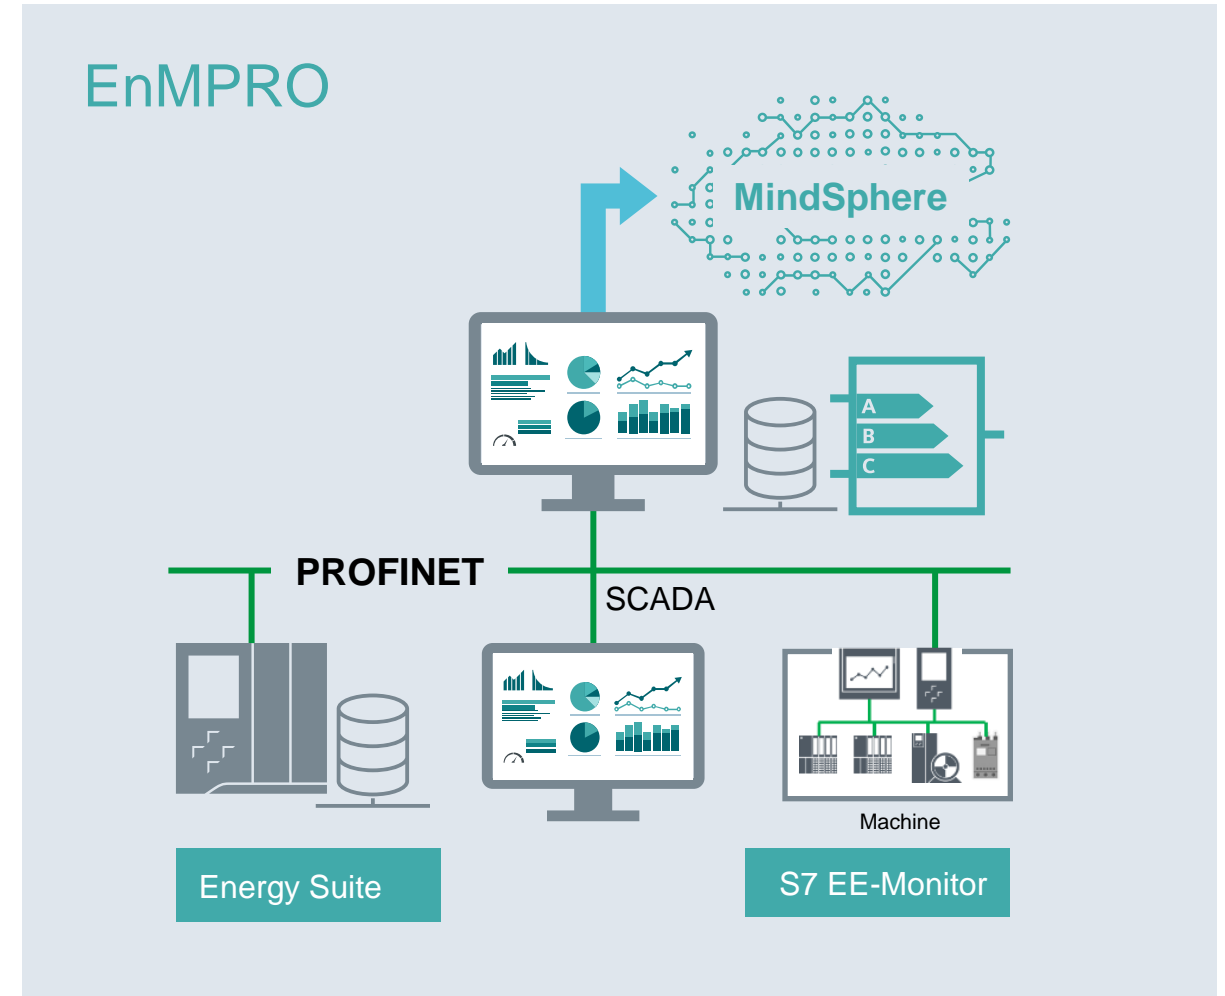 EnMPRO
MindSphere
A
B
C
PROFINET
SCADA
Machine
Energy Suite
S7 EE-Monitor